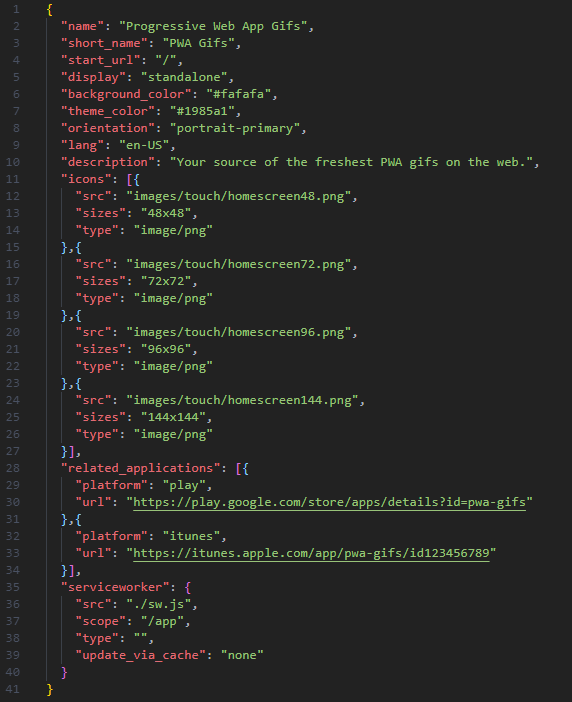 1 {
2 "name": "Progressive Web App Gifs",
3 "short_name": "PWA Gifs",
4 "start_url": "/",
5 "display": "standalone",
6 "background_color": "#fafafa",
7 "theme_color": "#1985a1",
8 "orientation": "portrait-primary",
9 "lang": "en-US",
10 "description": "Your source of the freshest PWA gifs on the web.",
11 "icons": [{
12 "src": "images/touch/homescreen48.png",
13 "sizes": "48x48",
14 "type": "image/png"
15 },{
16 "src": "images/touch/homescreen72.png",
17 "sizes": "72x72",
18 "type": "image/png"
19 },{
20 "src": "images/touch/homescreen96.png",
21 "sizes": "96x96",
22 "type": "image/png"
23 },{
24 "src": "images/touch/homescreen144.png",
25 "sizes": "144x144",
26 "type": "image/png"
27 }],
28 "related_applications": [{
29 "platform": "play",
30 "url": "https://play.google.com/store/apps/details?id=pwa-gifs"
31 },{
32 "platform": "itunes",
33 "url": "https://itunes.apple.com/app/pwa-gifs/id123456789"
34 }],
35 "serviceworker": {
36 "src": "./sw.js",
37 "scope": "/app",
38 "type": "",
39 "update_via_cache": "none"
40 }
41 }